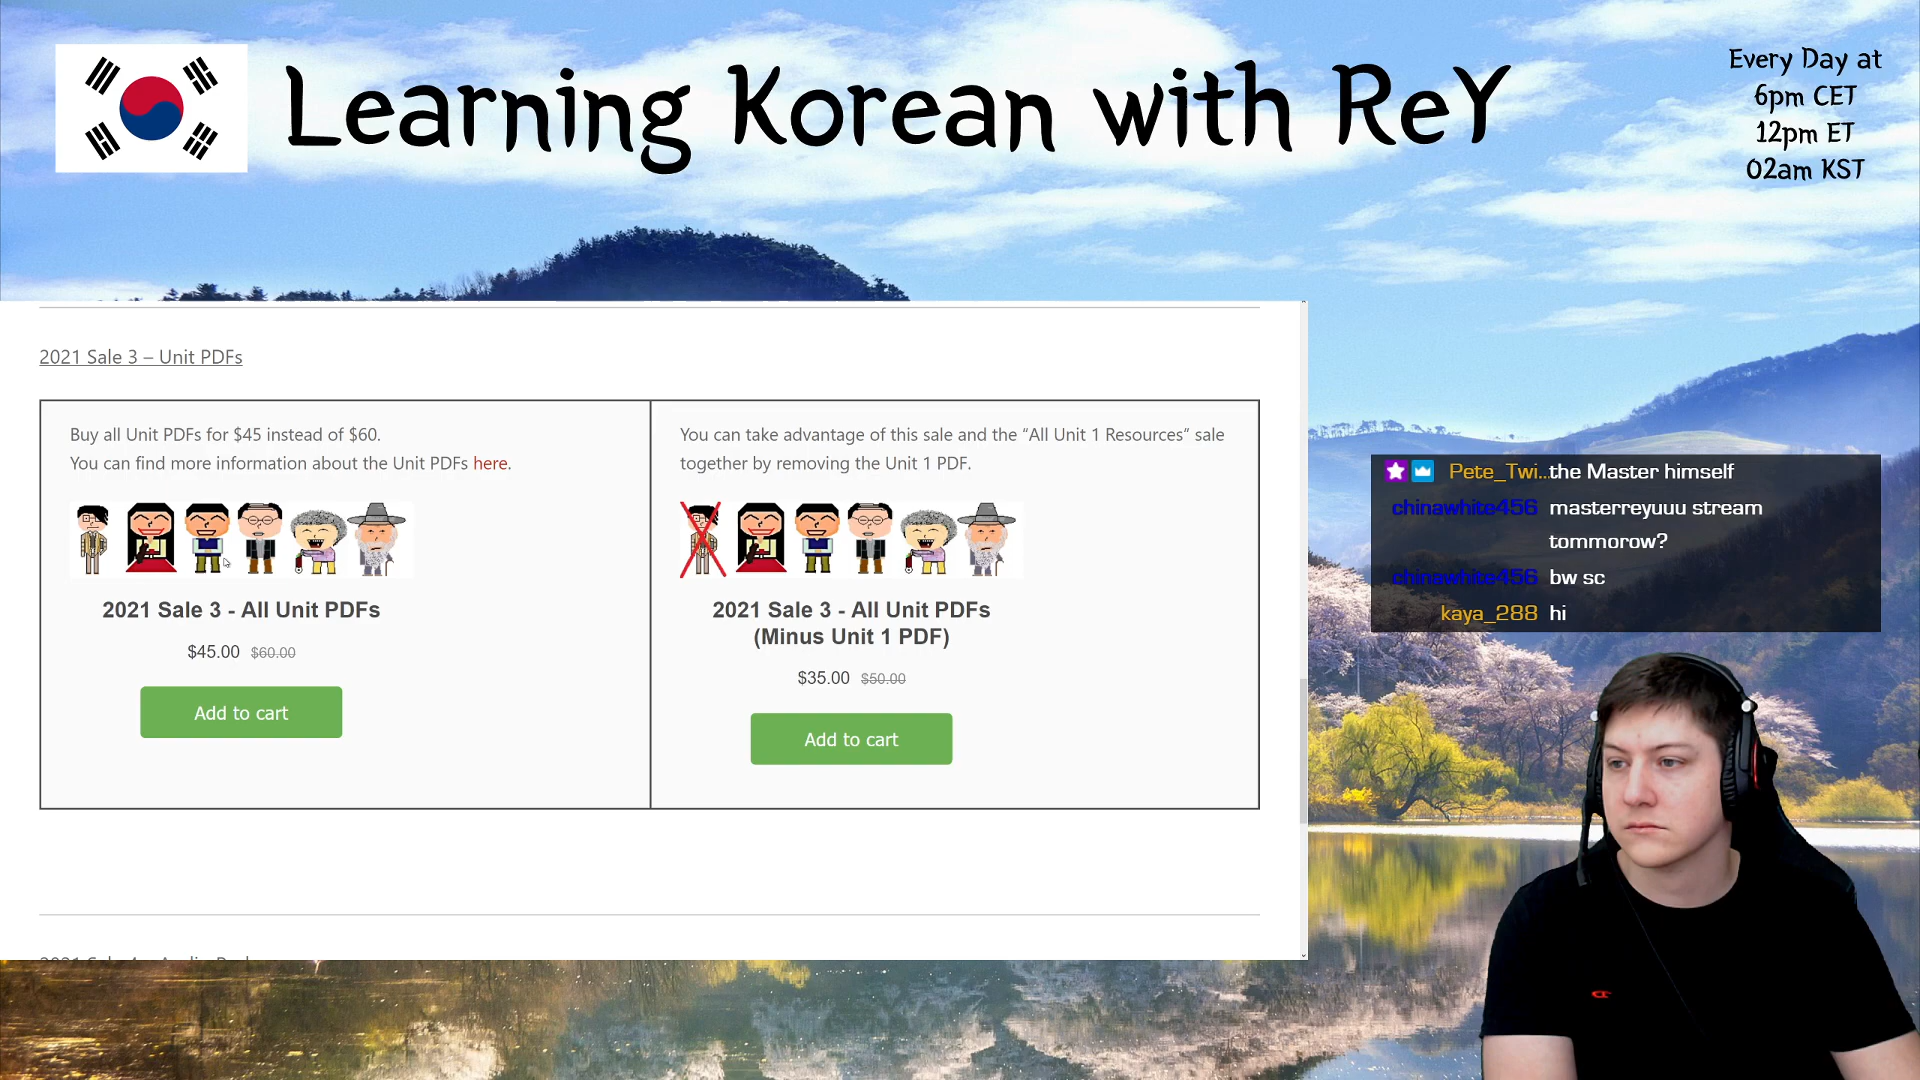 Learning Korean with ReY
Every Day at
6pm CET
12pm ET
02am KST
2021 Sale 3 – Unit PDFs
Buy all Unit PDFs for $45 instead of $60.
You can find more information about the Unit PDFs here.
2021 Sale 3 - All Unit PDFs
$45.00 $60.00
Add to cart
You can take advantage of this sale and the “All Unit 1 Resources” sale
together by removing the Unit 1 PDF.
2021 Sale 3 - All Unit PDFs
(Minus Unit 1 PDF)
$35.00 $50.00
Add to cart
Pete_Twi... the Master himself
chinawhite456 masterreyuuu stream
tommorow?
chinawhite456 bw sc
kaya_288 hi